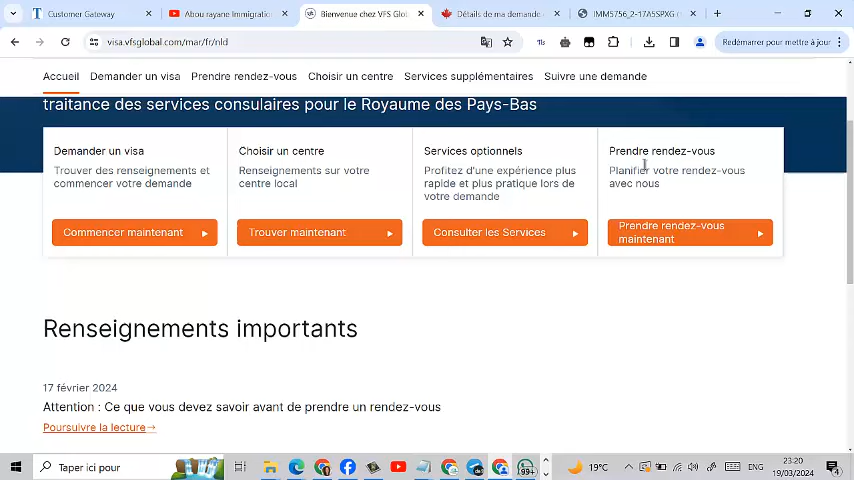 Customer Gateway
Abou rayane Immigration
Bienvenue chez VFS Glo
Détails de ma demande
IMM5756_2-17A5SPXG
visa.vfsglobal.com/mar/fr/nld
Redémarrer pour mettre à jour
Accueil
Demander un visa
Prendre rendez-vous
Choisir un centre
Services supplémentaires
Suivre une demande
traitance des services consulaires pour le Royaume des Pays-Bas
Demander un visa
Trouver des renseignements et
commencer votre demande
Commencer maintenant
Choisir un centre
Renseignements sur votre
centre local
Trouver maintenant
Services optionnels
Profitez d'une expérience plus
rapide et plus pratique lors de
votre demande
Consulter les Services
Prendre rendez-vous
Planifier votre rendez-vous
avec nous
Prendre rendez-vous
maintenant
Renseignements importants
17 février 2024
Attention : Ce que vous devez savoir avant de prendre un rendez-vous
Poursuivre la lecture→
Taper ici pour
99+
19°C
ENG
23:20
19/03/2024
4